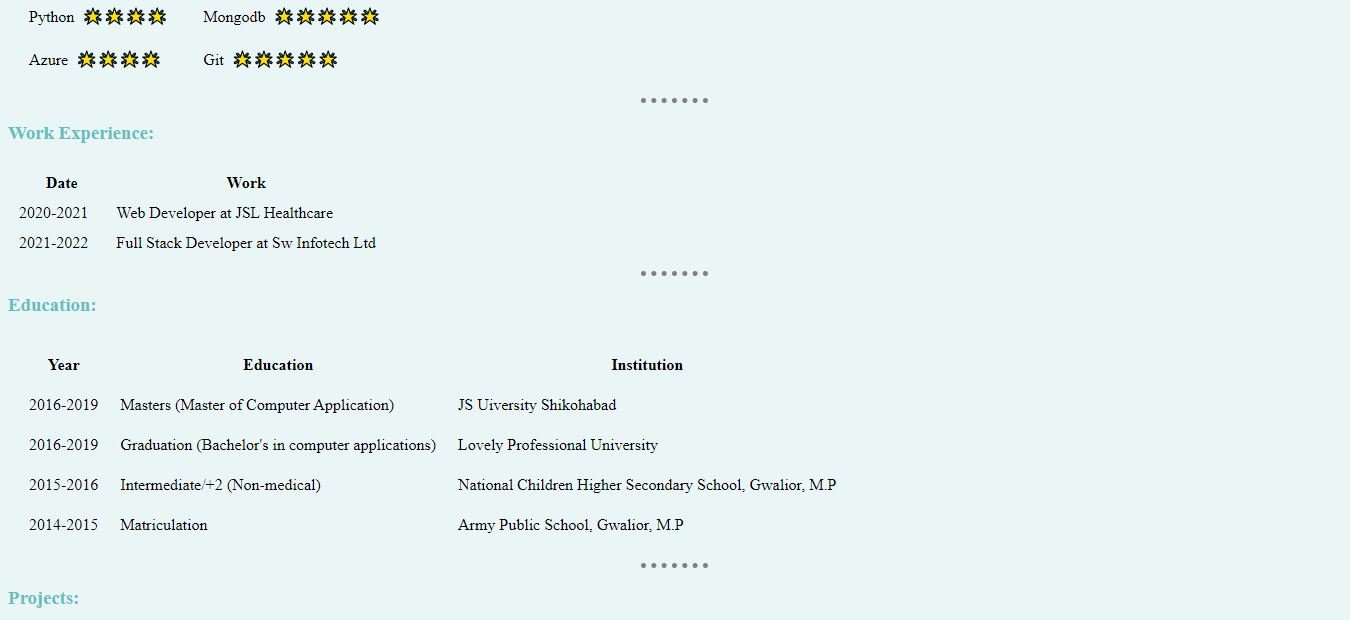 Python Mongodb
Azure Git
Work Experience:
Date Work
2020-2021 Web Developer at JSL Healthcare
2021-2022 Full Stack Developer at Sw Infotech Ltd
Education:
Year Education Institution
2016-2019 Masters (Master of Computer Application) JS Uiversity Shikohabad
2016-2019 Graduation (Bachelor's in computer applications) Lovely Professional University
2015-2016 Intermediate/+2 (Non-medical) National Children Higher Secondary School, Gwalior, M.P
2014-2015 Matriculation Army Public School, Gwalior, M.P
Projects: